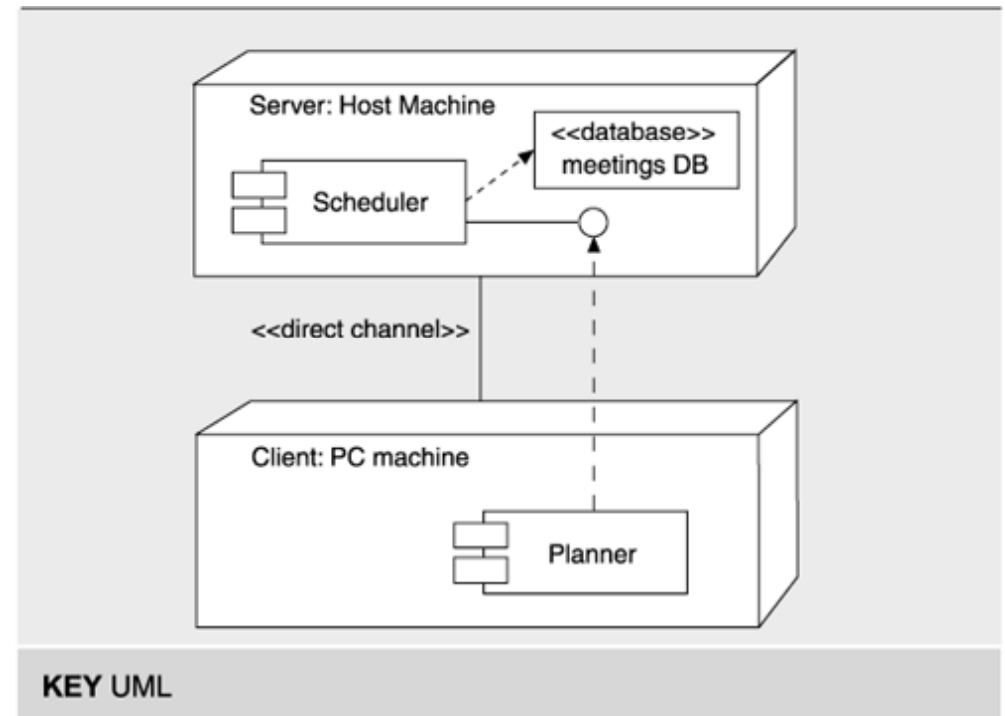 Server: Host Machine
<<database>>
meetings DB
Scheduler
<<direct channel>>
Client: PC machine
Planner
KEY UML